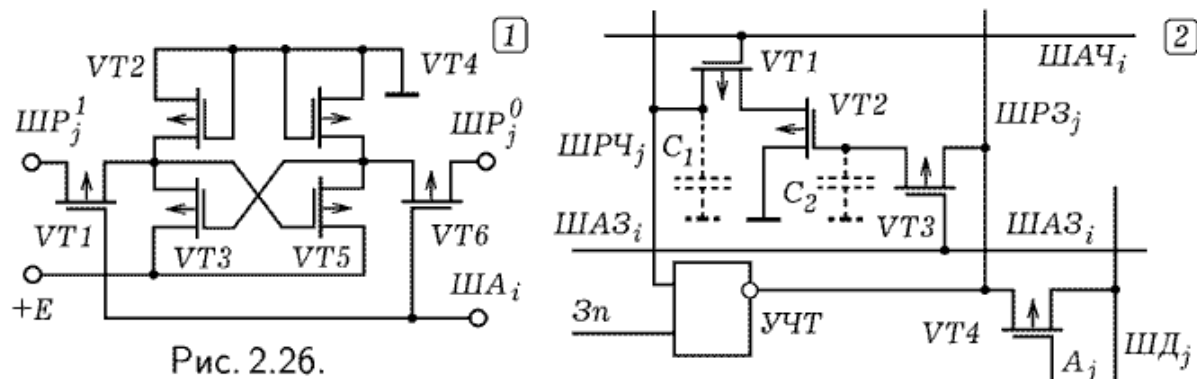 1
VT2
VT4
ШР¹ⱼ
ШР⁰ⱼ
VT1
VT3
VT5
VT6
+E
ШАᵢ
Рис. 2.26.
2
VT1
ШАЧᵢ
VT2
ШРЗⱼ
ШРЧⱼ
C₁
C₂
ШАЗᵢ
VT3
ШАЗᵢ
Зп
УЧТ
VT4
Aⱼ
ШДⱼ